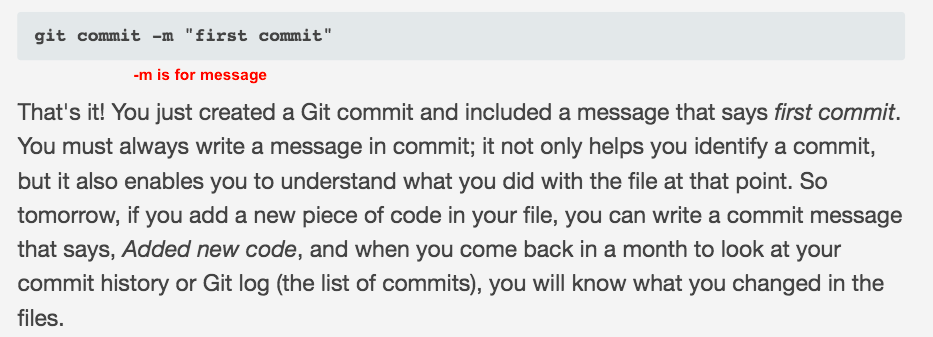 git commit -m "first commit"
-m is for message
That's it! You just created a Git commit and included a message that says first commit.
You must always write a message in commit; it not only helps you identify a commit,
but it also enables you to understand what you did with the file at that point. So
tomorrow, if you add a new piece of code in your file, you can write a commit message
that says, Added new code, and when you come back in a month to look at your
commit history or Git log (the list of commits), you will know what you changed in the
files.